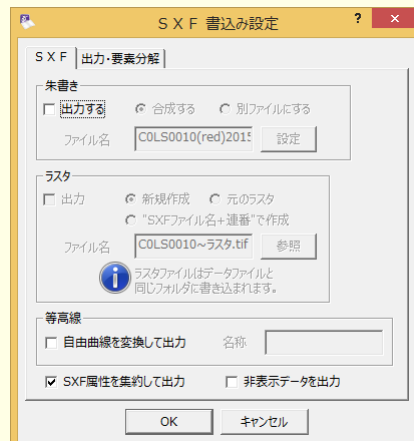 ＳＸＦ 書込み設定
? ×
ＳＸＦ 出力・要素分解
朱書き
出力する 合成する 別ファイルにする
ファイル名 C0LS0010(red)2015 設定
ラスタ
出力 新規作成 元のラスタ
"SXFファイル名+連番"で作成
ファイル名 C0LS0010~ラスタ.tif 参照
ラスタファイルはデータファイルと
同じフォルダに書き込まれます。
等高線
自由曲線を変換して出力 名称
SXF属性を集約して出力 非表示データを出力
OK キャンセル